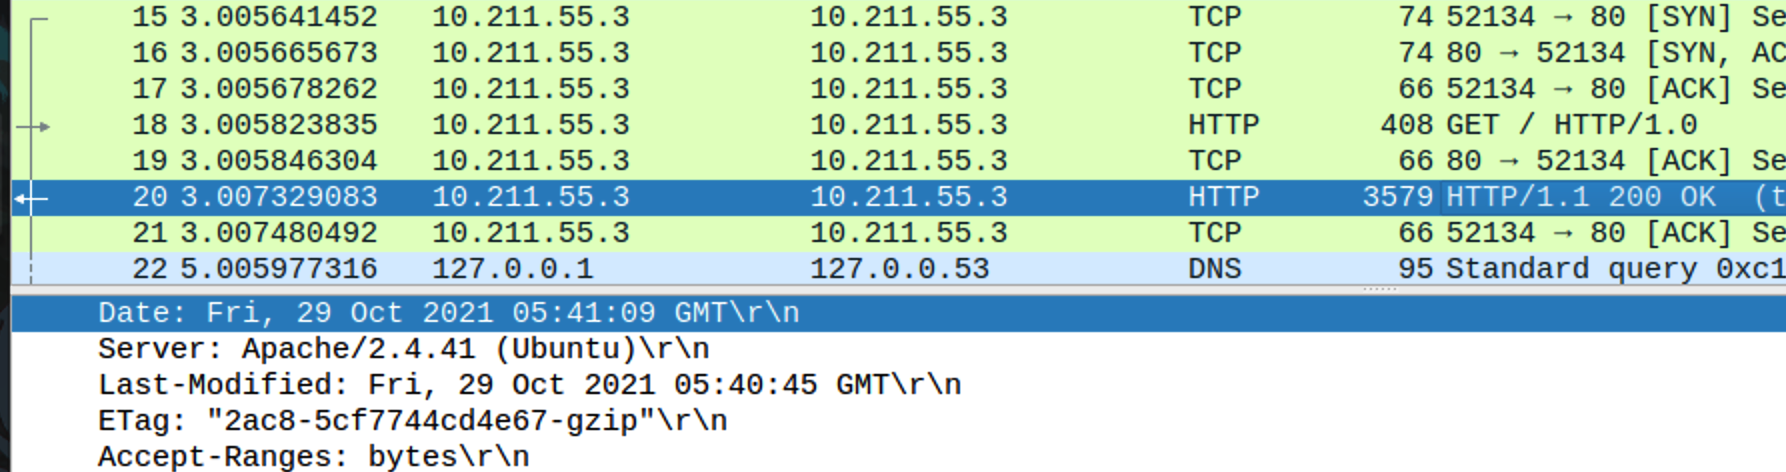 15 3.005641452 10.211.55.3 10.211.55.3 TCP 74 52134 → 80 [SYN] Se
16 3.005665673 10.211.55.3 10.211.55.3 TCP 74 80 → 52134 [SYN, AC
17 3.005678262 10.211.55.3 10.211.55.3 TCP 66 52134 → 80 [ACK] Se
18 3.005823835 10.211.55.3 10.211.55.3 HTTP 408 GET / HTTP/1.0
19 3.005846304 10.211.55.3 10.211.55.3 TCP 66 80 → 52134 [ACK] Se
20 3.007329083 10.211.55.3 10.211.55.3 HTTP 3579 HTTP/1.1 200 OK (t
21 3.007480492 10.211.55.3 10.211.55.3 TCP 66 52134 → 80 [ACK] Se
22 5.005977316 127.0.0.1 127.0.0.53 DNS 95 Standard query 0xc1
Date: Fri, 29 Oct 2021 05:41:09 GMT\r\n
Server: Apache/2.4.41 (Ubuntu)\r\n
Last-Modified: Fri, 29 Oct 2021 05:40:45 GMT\r\n
ETag: "2ac8-5cf7744cd4e67-gzip"\r\n
Accept-Ranges: bytes\r\n